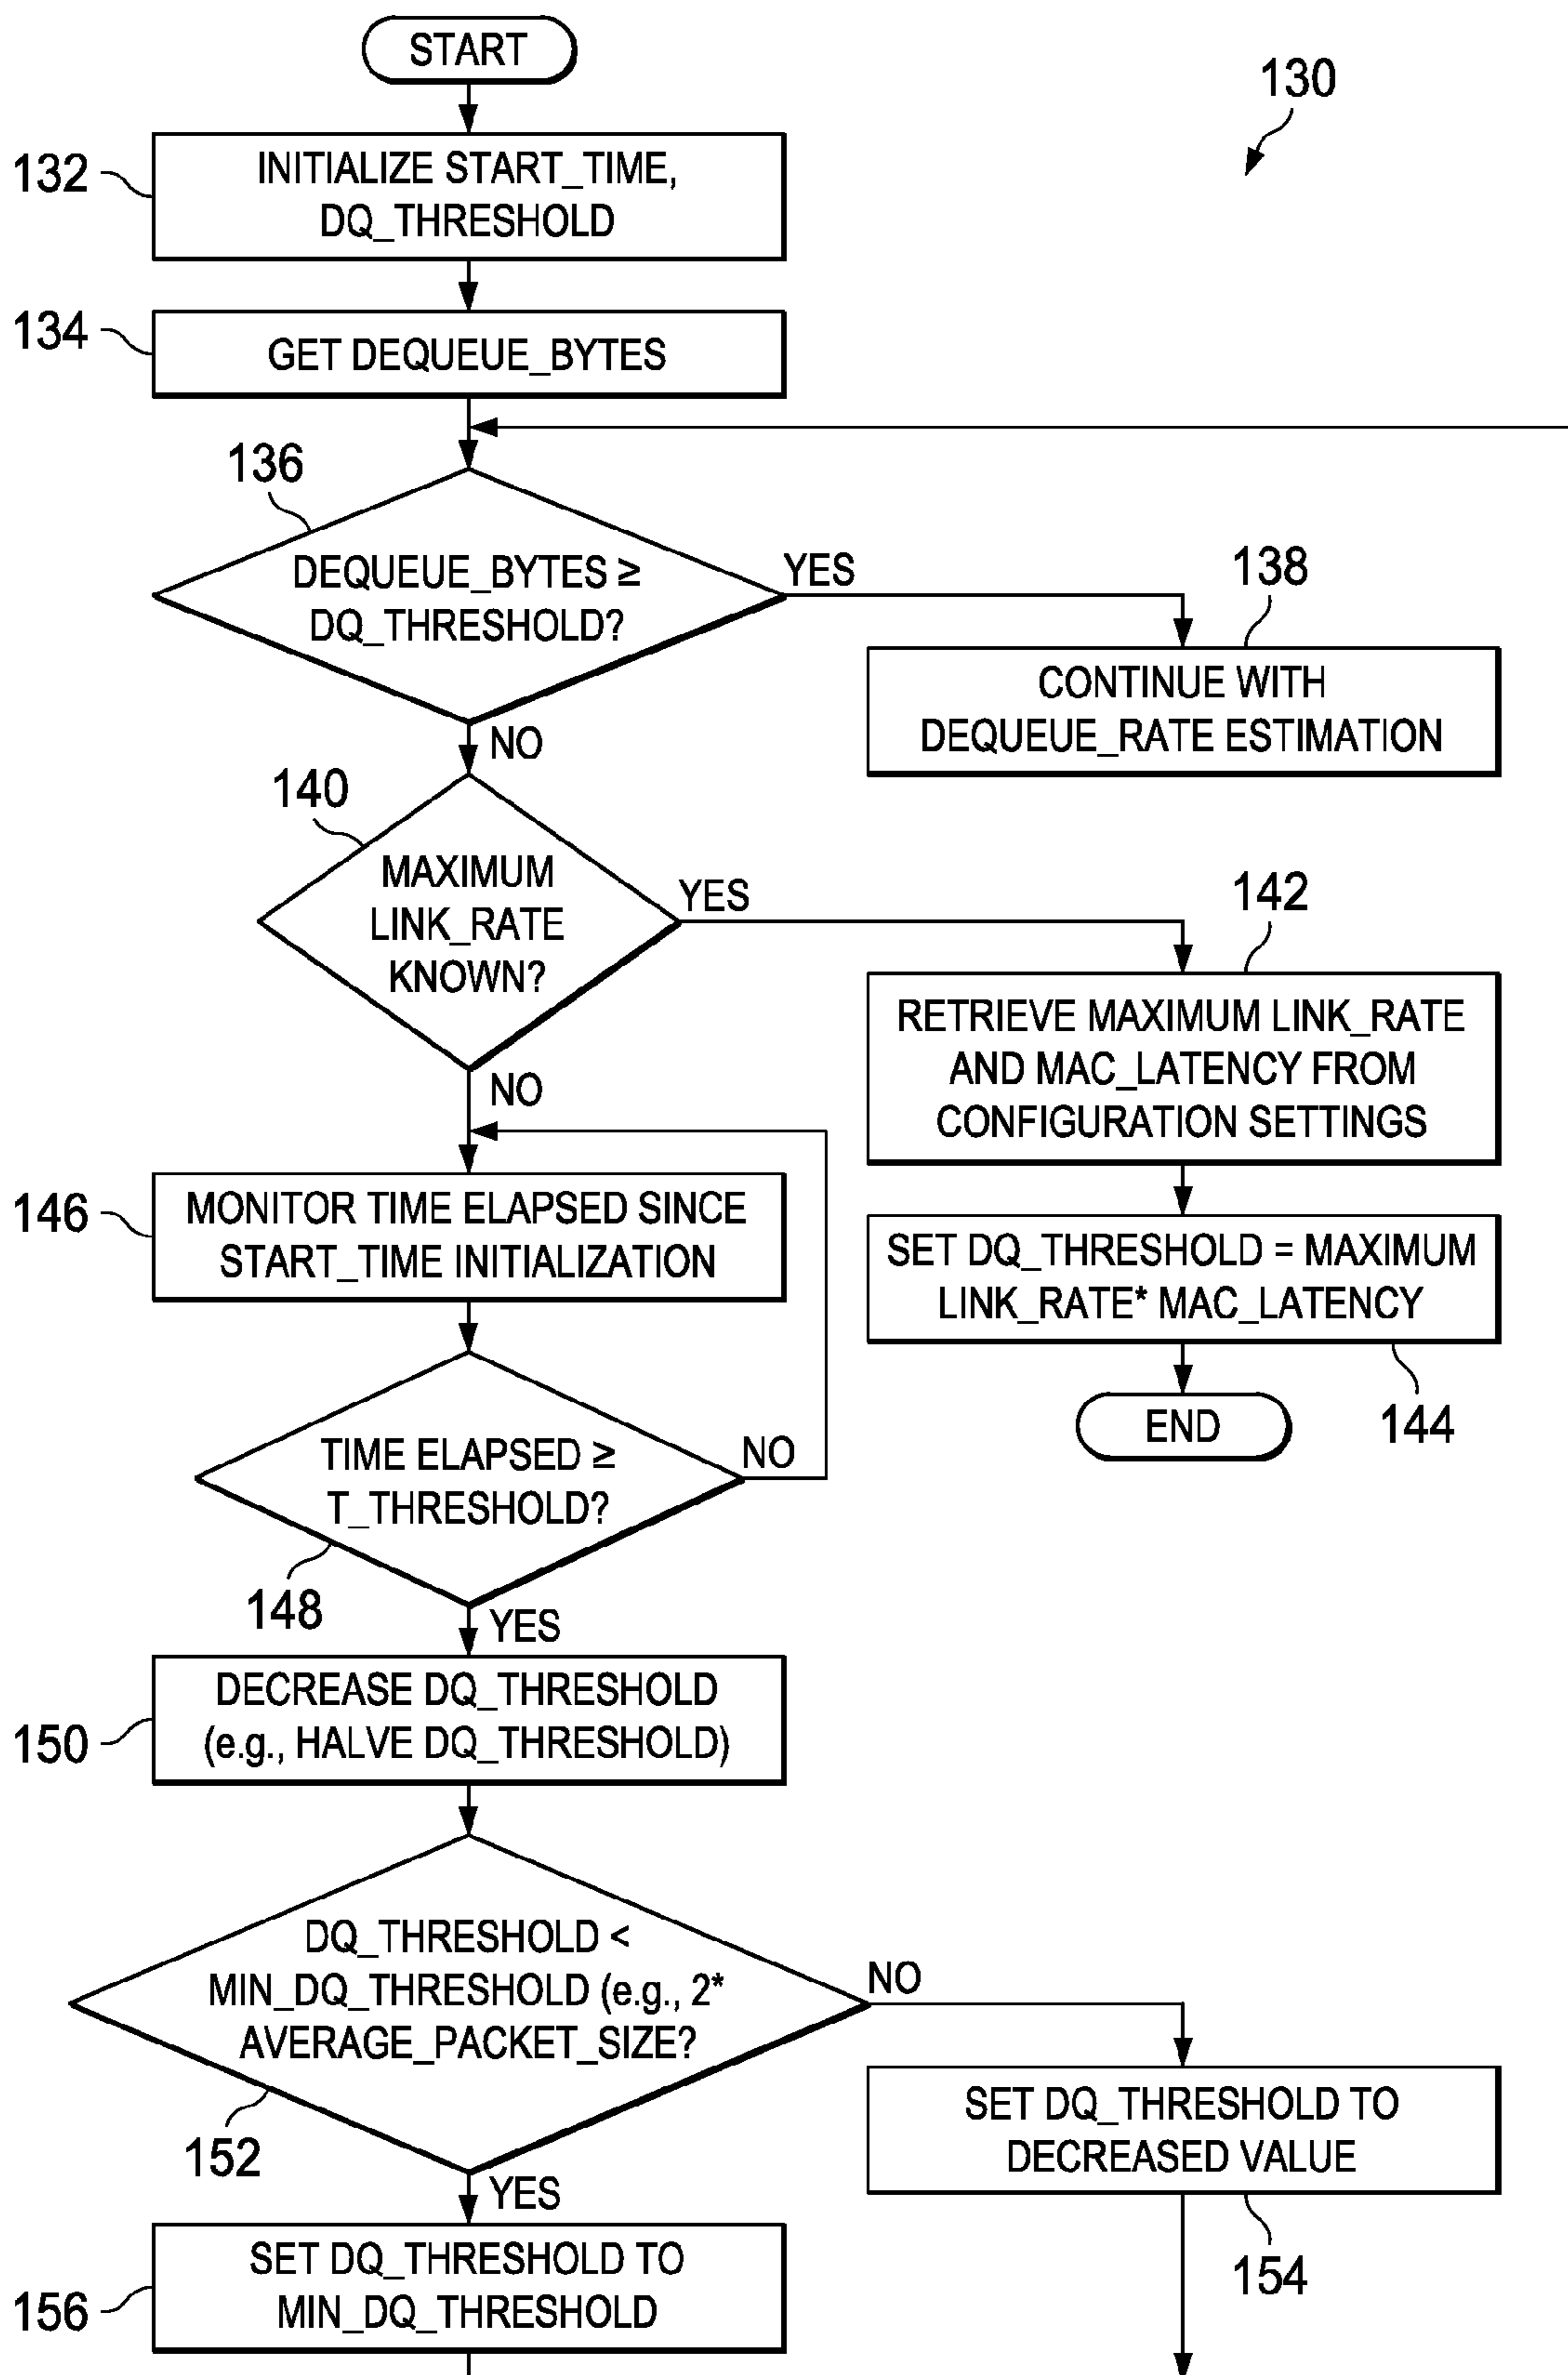 START
130
132
INITIALIZE START_TIME,
DQ_THRESHOLD
134
GET DEQUEUE_BYTES
136
DEQUEUE_BYTES ≥
DQ_THRESHOLD?
YES
138
CONTINUE WITH
DEQUEUE_RATE ESTIMATION
NO
140
MAXIMUM
LINK_RATE
KNOWN?
YES
142
RETRIEVE MAXIMUM LINK_RATE
AND MAC_LATENCY FROM
CONFIGURATION SETTINGS
NO
146
MONITOR TIME ELAPSED SINCE
START_TIME INITIALIZATION
SET DQ_THRESHOLD = MAXIMUM
LINK_RATE* MAC_LATENCY
144
END
TIME ELAPSED ≥
T_THRESHOLD?
NO
148
YES
150
DECREASE DQ_THRESHOLD
(e.g., HALVE DQ_THRESHOLD)
DQ_THRESHOLD <
MIN_DQ_THRESHOLD (e.g., 2*
AVERAGE_PACKET_SIZE?
NO
152
SET DQ_THRESHOLD TO
DECREASED VALUE
154
YES
156
SET DQ_THRESHOLD TO
MIN_DQ_THRESHOLD